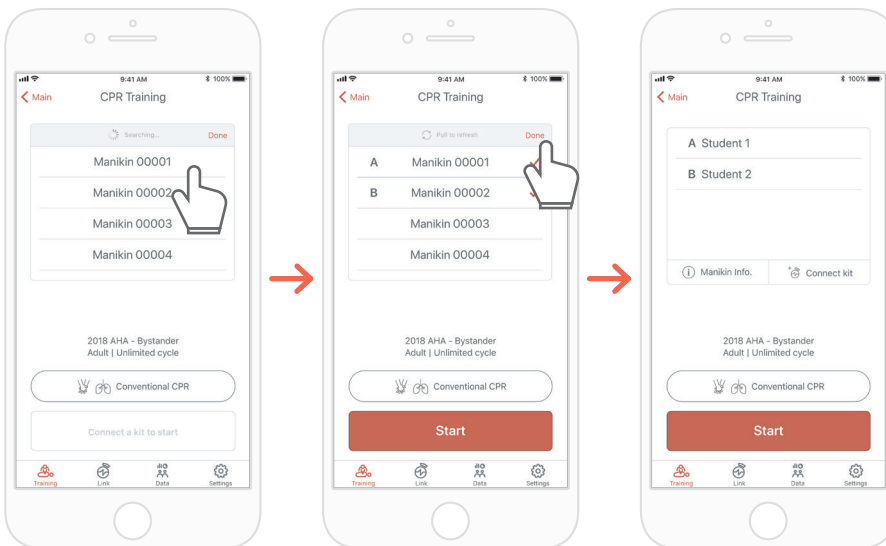 9:41 AM
100%
Main
CPR Training
Searching...
Done
Manikin 00001
Manikin 00002
Manikin 00003
Manikin 00004
2018 AHA - Bystander
Adult | Unlimited cycle
Conventional CPR
Connect a kit to start
Training
Link
Data
Settings
9:41 AM
100%
Main
CPR Training
Pull to refresh
Done
A Manikin 00001
B Manikin 00002
Manikin 00003
Manikin 00004
2018 AHA - Bystander
Adult | Unlimited cycle
Conventional CPR
Start
Training
Link
Data
Settings
9:41 AM
100%
Main
CPR Training
A Student 1
B Student 2
Manikin Info.
Connect kit
2018 AHA - Bystander
Adult | Unlimited cycle
Conventional CPR
Start
Training
Link
Data
Settings